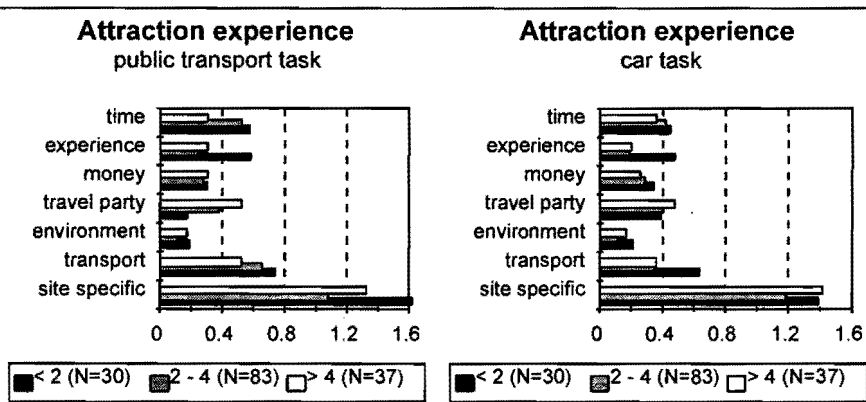 Attraction experience
public transport task
time
experience
money
travel party
environment
transport
site specific
0 0.4 0.8 1.2 1.6
< 2 (N=30) 2 - 4 (N=83) > 4 (N=37)
Attraction experience
car task
time
experience
money
travel party
environment
transport
site specific
0 0.4 0.8 1.2 1.6
< 2 (N=30) 2 - 4 (N=83) > 4 (N=37)